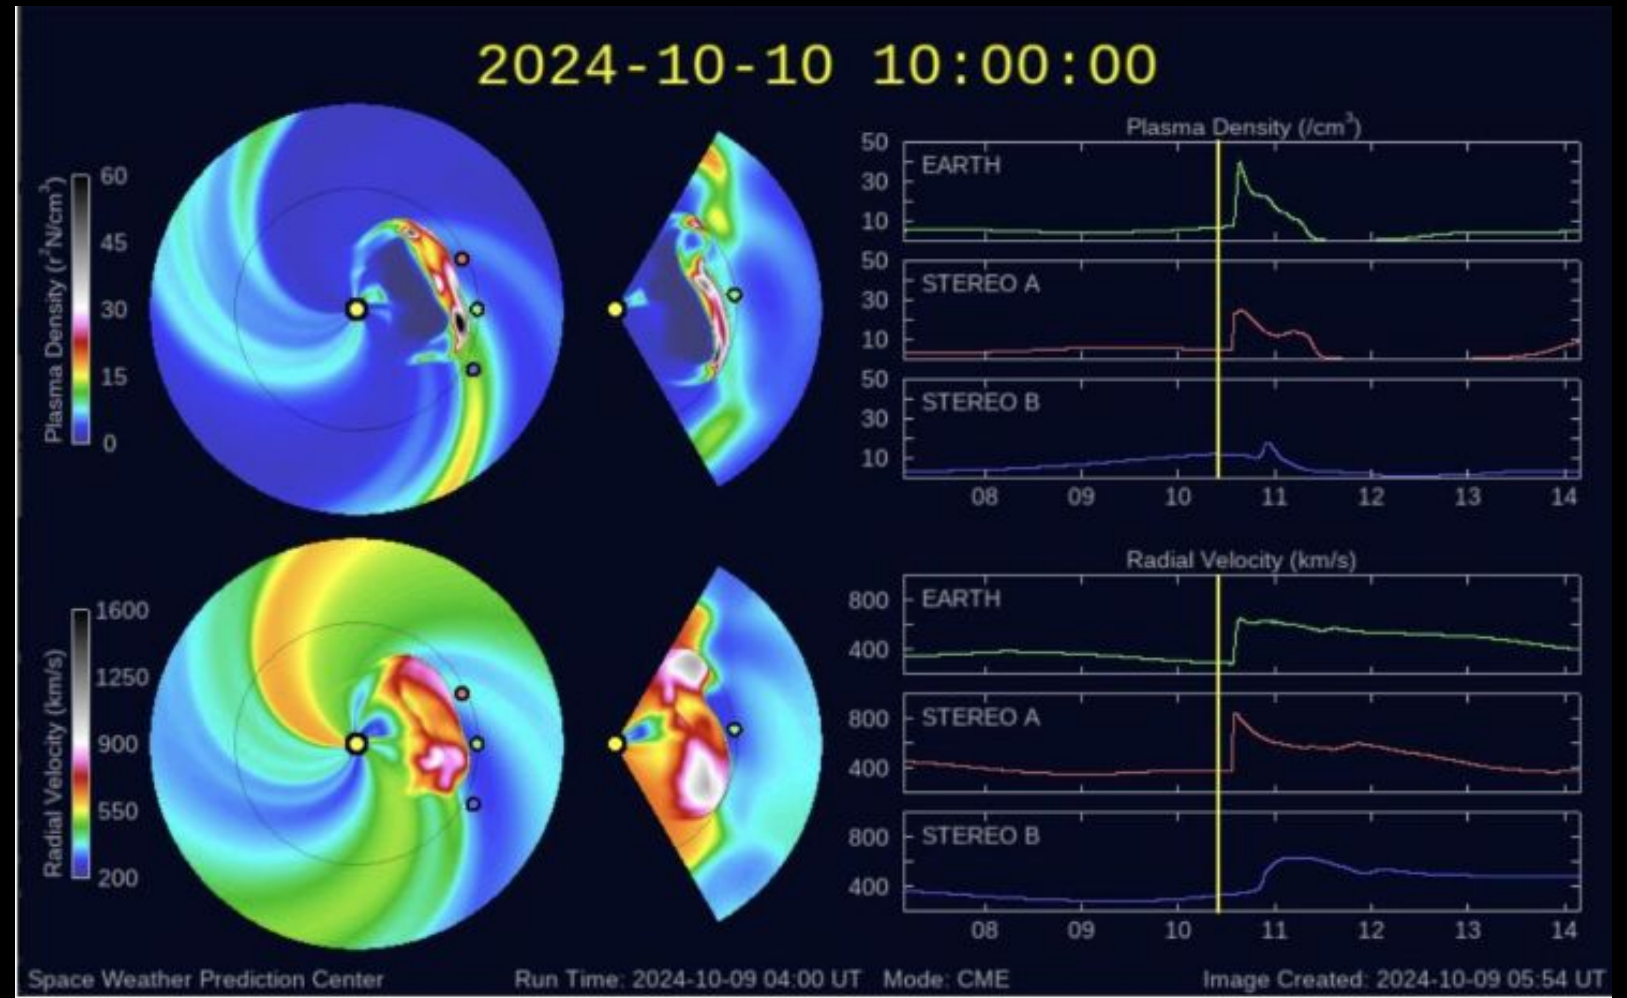 2024-10-10 10:00:00
Plasma Density (r²N/cm³)
60
45
30
15
0
Plasma Density (/cm³)
50
30
10
EARTH
50
30
10
STEREO A
50
30
10
STEREO B
08 09 10 11 12 13 14
Radial Velocity (km/s)
1600
1250
900
550
200
Radial Velocity (km/s)
800
400
EARTH
800
400
STEREO A
800
400
STEREO B
08 09 10 11 12 13 14
Space Weather Prediction Center Run Time: 2024-10-09 04:00 UT Mode: CME Image Created: 2024-10-09 05:54 UT